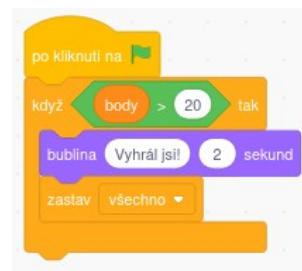 po kliknutí na
když body > 20 tak
bublina Vyhrál jsi! 2 sekund
zastav všechno